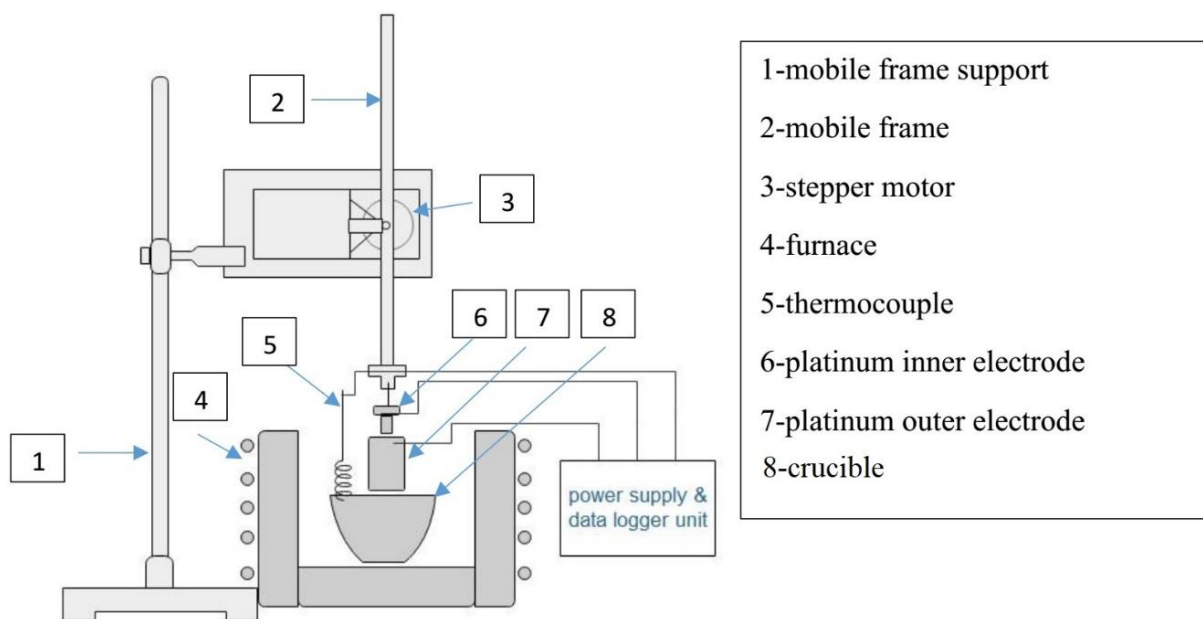 2
3
6
7
8
5
4
1
power supply &
data logger unit
1-mobile frame support
2-mobile frame
3-stepper motor
4-furnace
5-thermocouple
6-platinum inner electrode
7-platinum outer electrode
8-crucible